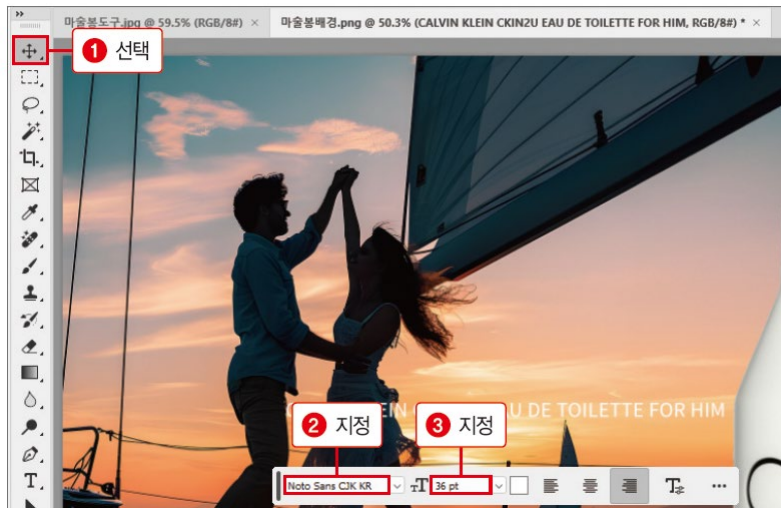 마술봉도구.jpg @ 59.5% (RGB/8#) ×
마술봉배경.png @ 50.3% (CALVIN KLEIN CKIN2U EAU DE TOILETTE FOR HIM, RGB/8#) * ×
1 선택
EIN U DE TOILETTE FOR HIM
2 지정
3 지정
Noto Sans CJK KR
36 pt